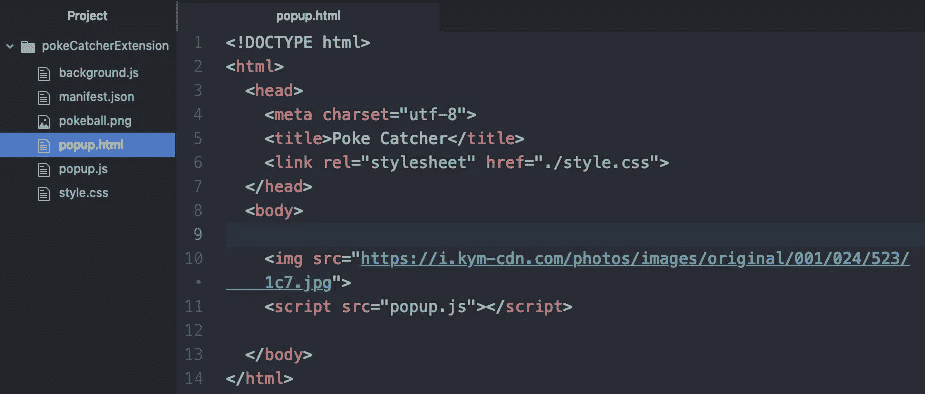 Project
pokeCatcherExtension
background.js
manifest.json
pokeball.png
popup.html
popup.js
style.css
popup.html
1 <!DOCTYPE html>
2 <html>
3   <head>
4     <meta charset="utf-8">
5     <title>Poke Catcher</title>
6     <link rel="stylesheet" href="./style.css">
7   </head>
8   <body>
9
10     <img src="https://i.kym-cdn.com/photos/images/original/001/024/523/
•     1c7.jpg">
11     <script src="popup.js"></script>
12
13   </body>
14 </html>